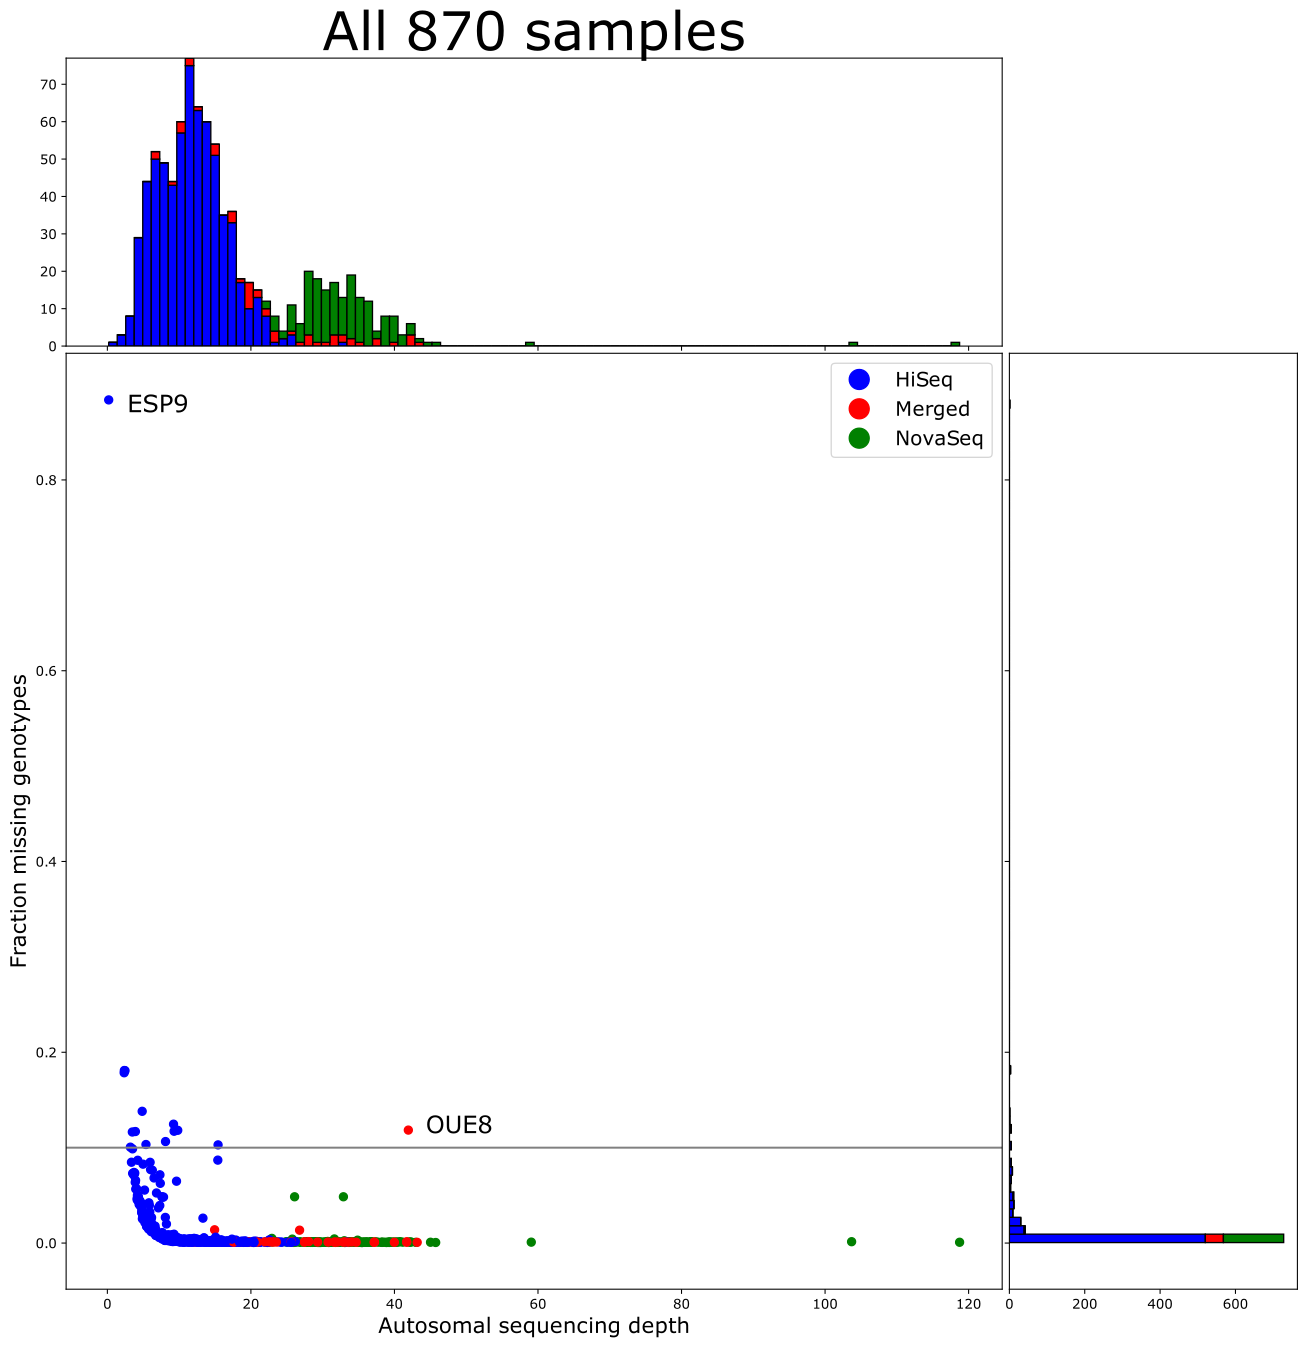 All 870 samples
70
60
50
40
30
20
10
0
ESP9
HiSeq
Merged
NovaSeq
0.8
0.6
0.4
0.2
0.0
Fraction missing genotypes
OUE8
0 20 40 60 80 100 120
Autosomal sequencing depth
0 200 400 600